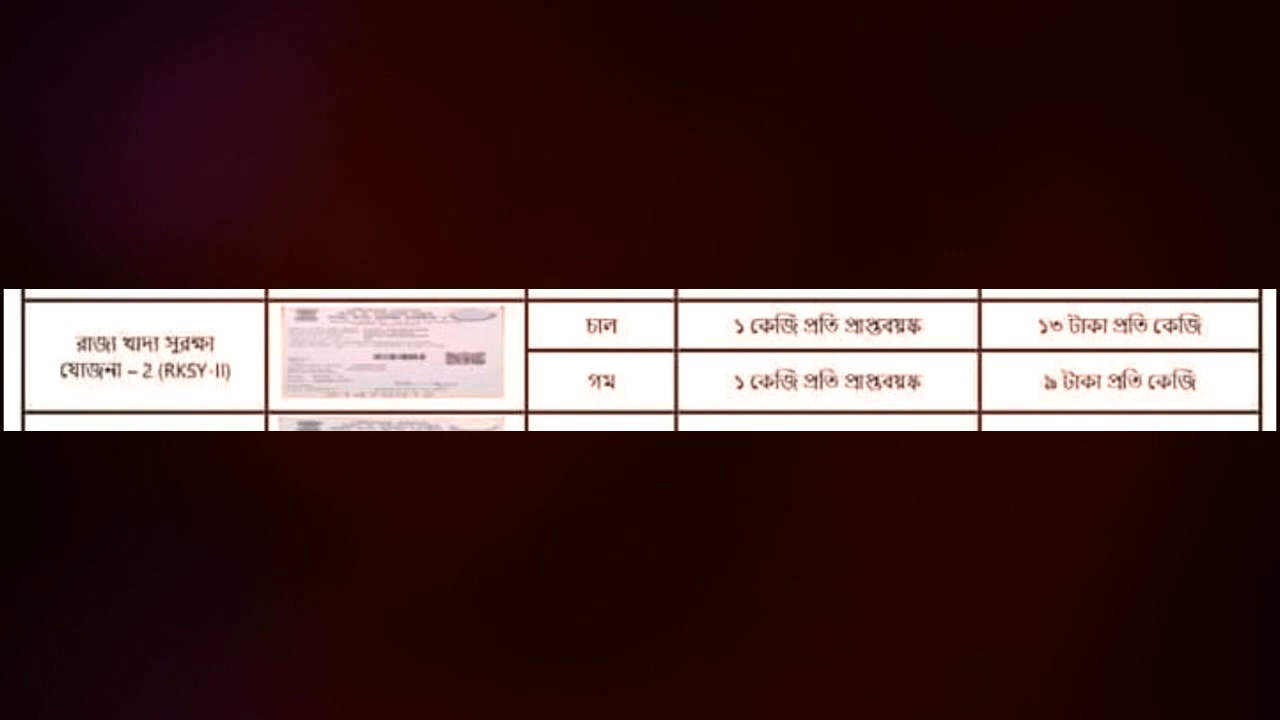 রাজ্য খাদ্য সুরক্ষা
যোজনা – 2 (RKSY-II)
চাল
১ কেজি প্রতি প্রাপ্তবয়স্ক
১৩ টাকা প্রতি কেজি
গম
১ কেজি প্রতি প্রাপ্তবয়স্ক
৯ টাকা প্রতি কেজি